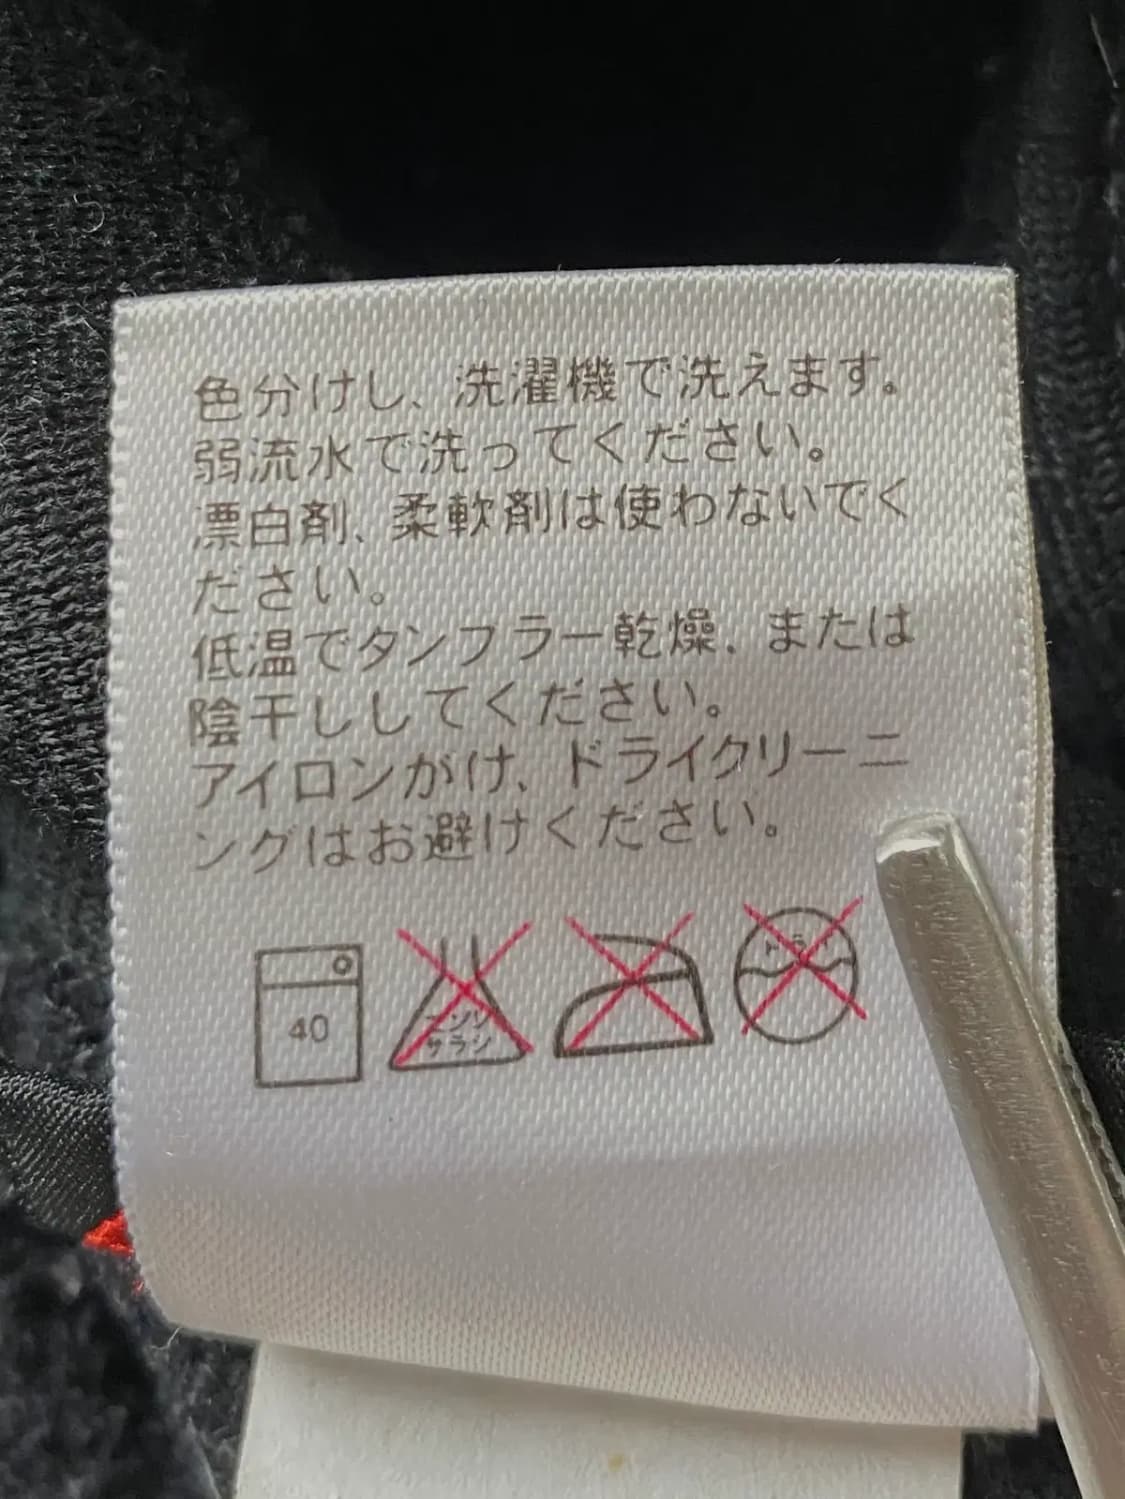 色分けし、洗濯機で洗えます。
弱流水で洗ってください。
漂白剤、柔軟剤は使わないでく
ださい。
低温でタンフラー乾燥、または
陰干ししてください。
アイロンがけ、ドライクリーニ
ングはお避けください。
40
エンソ
サラシ
ドライ